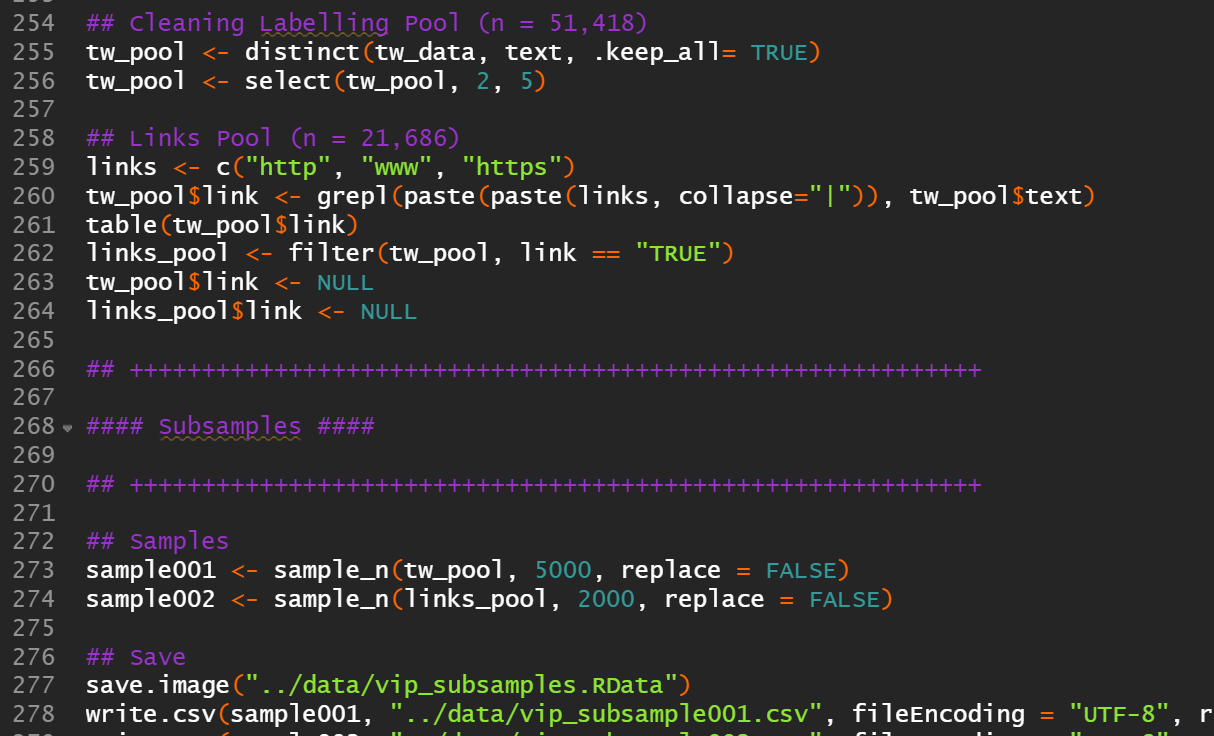 254 ## Cleaning Labelling Pool (n = 51,418)
255 tw_pool <- distinct(tw_data, text, .keep_all= TRUE)
256 tw_pool <- select(tw_pool, 2, 5)
257
258 ## Links Pool (n = 21,686)
259 links <- c("http", "www", "https")
260 tw_pool$link <- grepl(paste(paste(links, collapse="|")), tw_pool$text)
261 table(tw_pool$link)
262 links_pool <- filter(tw_pool, link == "TRUE")
263 tw_pool$link <- NULL
264 links_pool$link <- NULL
265
266 ## +++++++++++++++++++++++++++++++++++++++++++++++++++++++++++
267
268 #### Subsamples ####
269
270 ## +++++++++++++++++++++++++++++++++++++++++++++++++++++++++++
271
272 ## Samples
273 sample001 <- sample_n(tw_pool, 5000, replace = FALSE)
274 sample002 <- sample_n(links_pool, 2000, replace = FALSE)
275
276 ## Save
277 save.image("../data/vip_subsamples.RData")
278 write.csv(sample001, "../data/vip_subsample001.csv", fileEncoding = "UTF-8", r